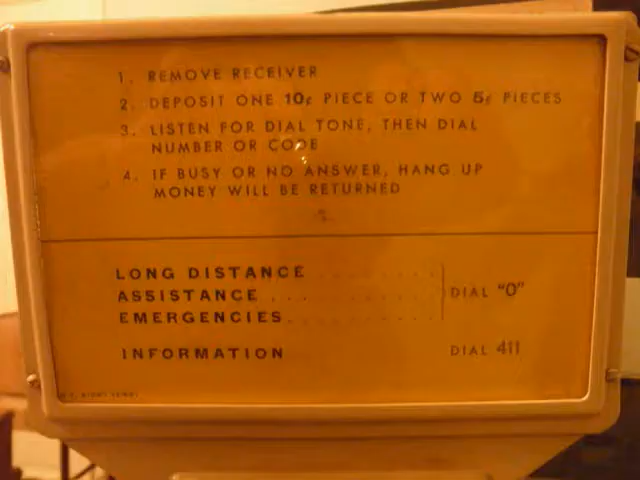 1. REMOVE RECEIVER
2. DEPOSIT ONE 10¢ PIECE OR TWO 5¢ PIECES
3. LISTEN FOR DIAL TONE, THEN DIAL
NUMBER OR CODE
4. IF BUSY OR NO ANSWER, HANG UP
MONEY WILL BE RETURNED
LONG DISTANCE . . . . . . . . . .
ASSISTANCE . . . . . . . . . . . . . DIAL "O"
EMERGENCIES. . . . . . . . . . .
INFORMATION DIAL 411